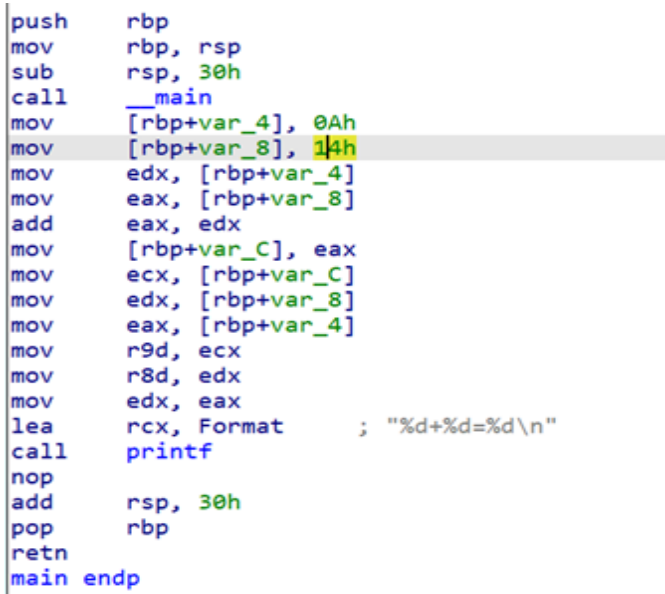 push rbp
mov rbp, rsp
sub rsp, 30h
call __main
mov [rbp+var_4], 0Ah
mov [rbp+var_8], 14h
mov edx, [rbp+var_4]
mov eax, [rbp+var_8]
add eax, edx
mov [rbp+var_C], eax
mov ecx, [rbp+var_C]
mov edx, [rbp+var_8]
mov eax, [rbp+var_4]
mov r9d, ecx
mov r8d, edx
mov edx, eax
lea rcx, Format ; "%d+%d=%d\n"
call printf
nop
add rsp, 30h
pop rbp
retn
main endp